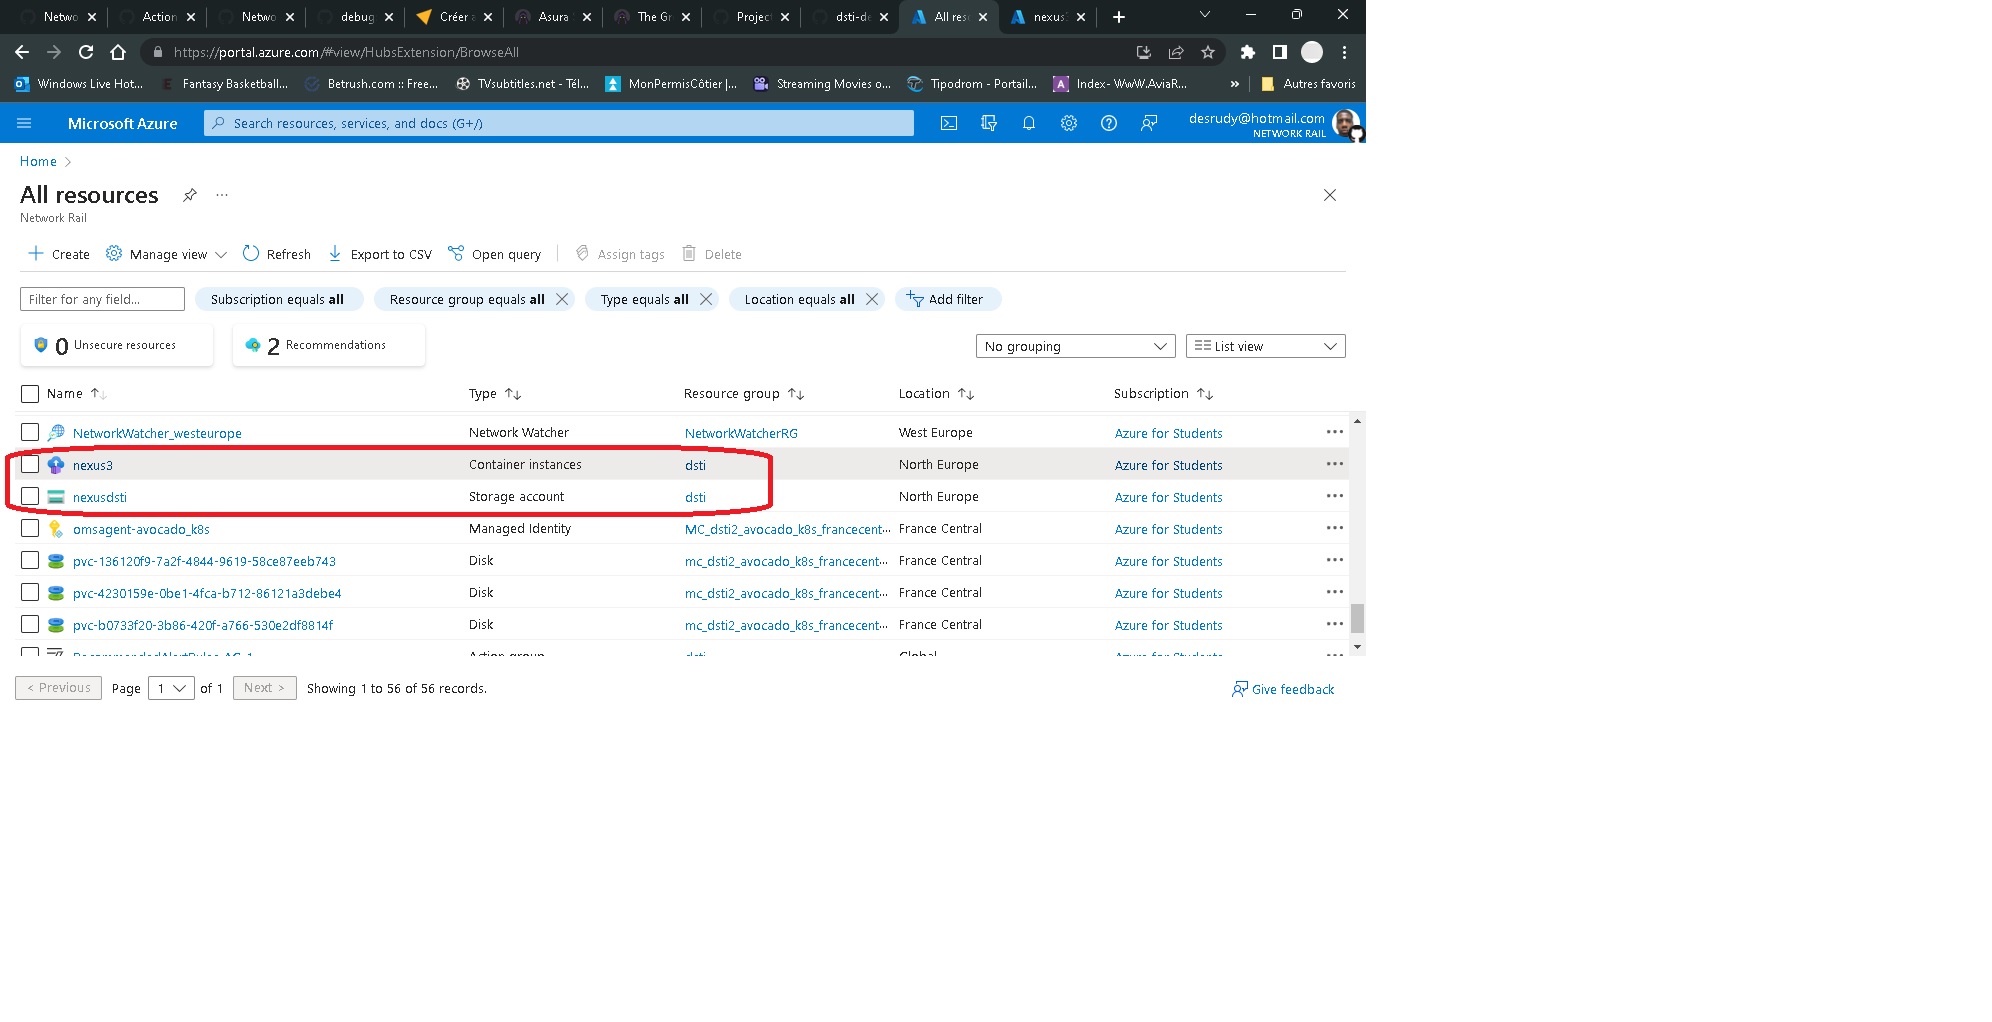 Netwo
Action
Netwo
debug
Créer a
Asura
The Gr
Project
dsti-de
All res
nexus3
https://portal.azure.com/#view/HubsExtension/BrowseAll
Windows Live Hot...
Fantasy Basketball...
Betrush.com :: Free...
TVsubtitles.net - Tél...
MonPermisCôtier |...
Streaming Movies o...
Tipodrom - Portail...
Index- WwW.AviaR...
»
Autres favoris
Microsoft Azure
Search resources, services, and docs (G+/)
desrudy@hotmail.com
NETWORK RAIL
Home >
All resources
Network Rail
Create
Manage view
Refresh
Export to CSV
Open query
Assign tags
Delete
Filter for any field...
Subscription equals all
Resource group equals all
Type equals all
Location equals all
Add filter
0 Unsecure resources
2 Recommendations
No grouping
List view
Name Type Resource group Location Subscription
NetworkWatcher_westeurope Network Watcher NetworkWatcherRG West Europe Azure for Students
nexus3 Container instances dsti North Europe Azure for Students
nexusdsti Storage account dsti North Europe Azure for Students
omsagent-avocado_k8s Managed Identity MC_dsti2_avocado_k8s_francecent... France Central Azure for Students
pvc-136120f9-7a2f-4844-9619-58ce87eeb743 Disk mc_dsti2_avocado_k8s_francecent... France Central Azure for Students
pvc-4230159e-0be1-4fca-b712-86121a3debe4 Disk mc_dsti2_avocado_k8s_francecent... France Central Azure for Students
pvc-b0733f20-3b86-420f-a766-530e2df8814f Disk mc_dsti2_avocado_k8s_francecent... France Central Azure for Students
RecommendedAlertRules-AG-1 Action group dsti Global Azure for Students
< Previous Page 1 of 1 Next > Showing 1 to 56 of 56 records.
Give feedback